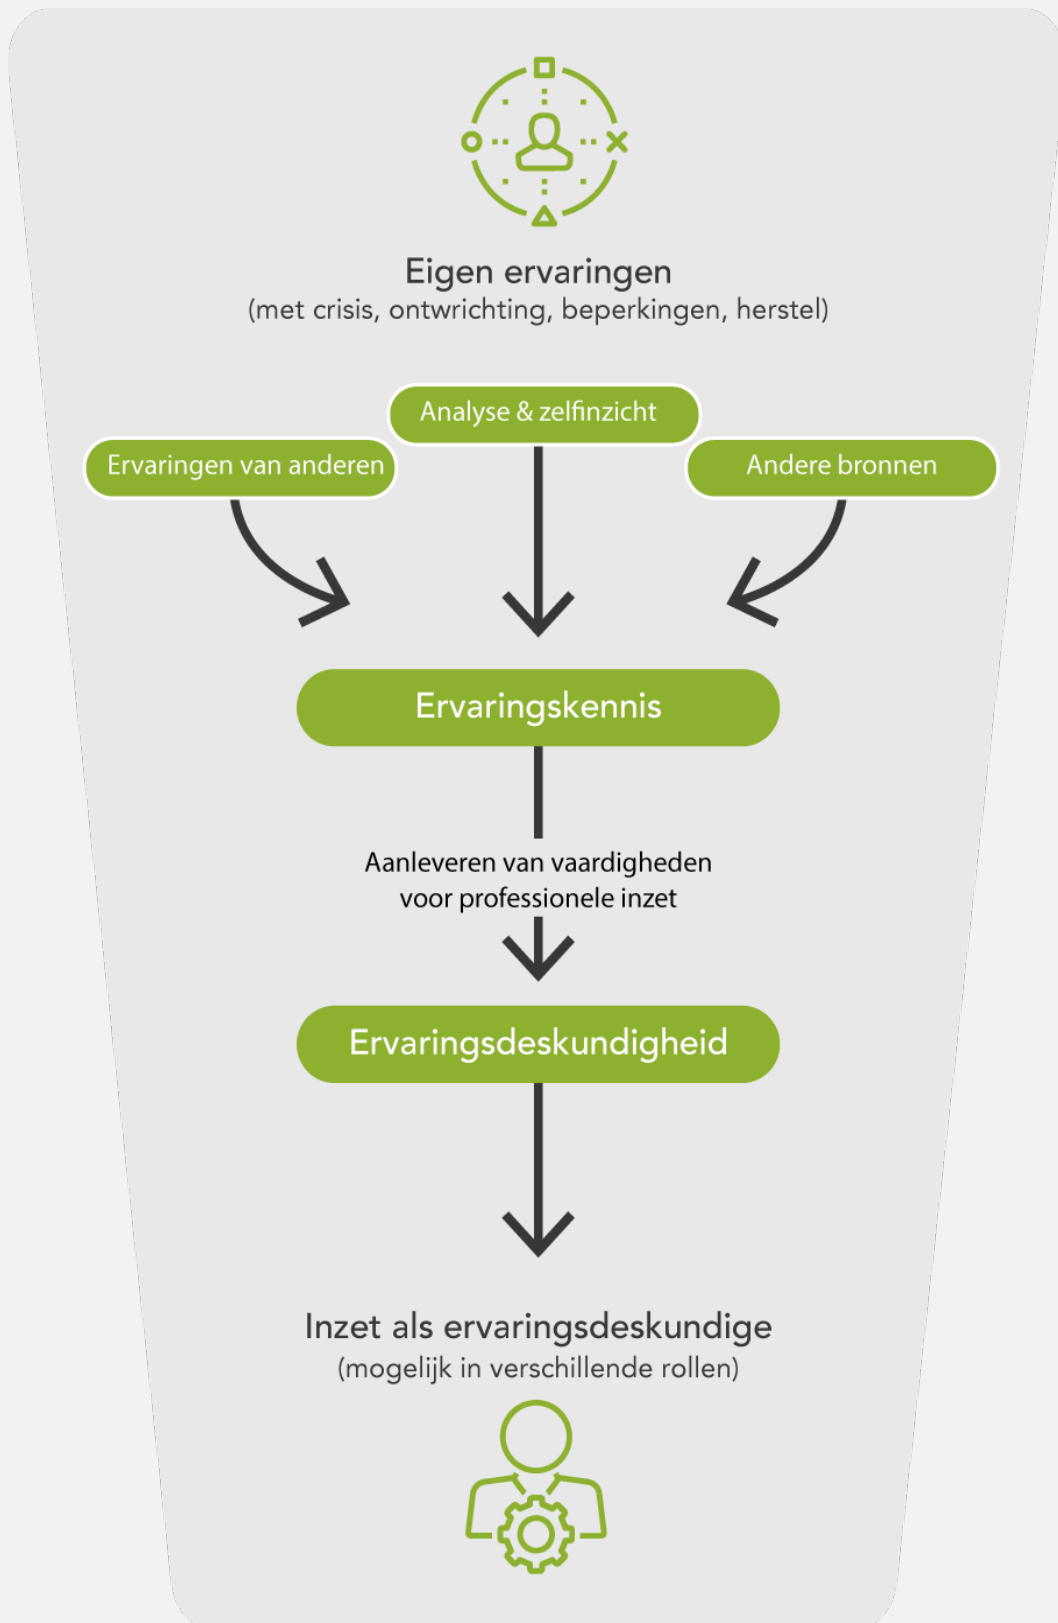 Eigen ervaringen
(met crisis, ontwrichting, beperkingen, herstel)
Analyse & zelfinzicht
Ervaringen van anderen
Andere bronnen
Ervaringskennis
Aanleveren van vaardigheden
voor professionele inzet
Ervaringsdeskundigheid
Inzet als ervaringsdeskundige
(mogelijk in verschillende rollen)